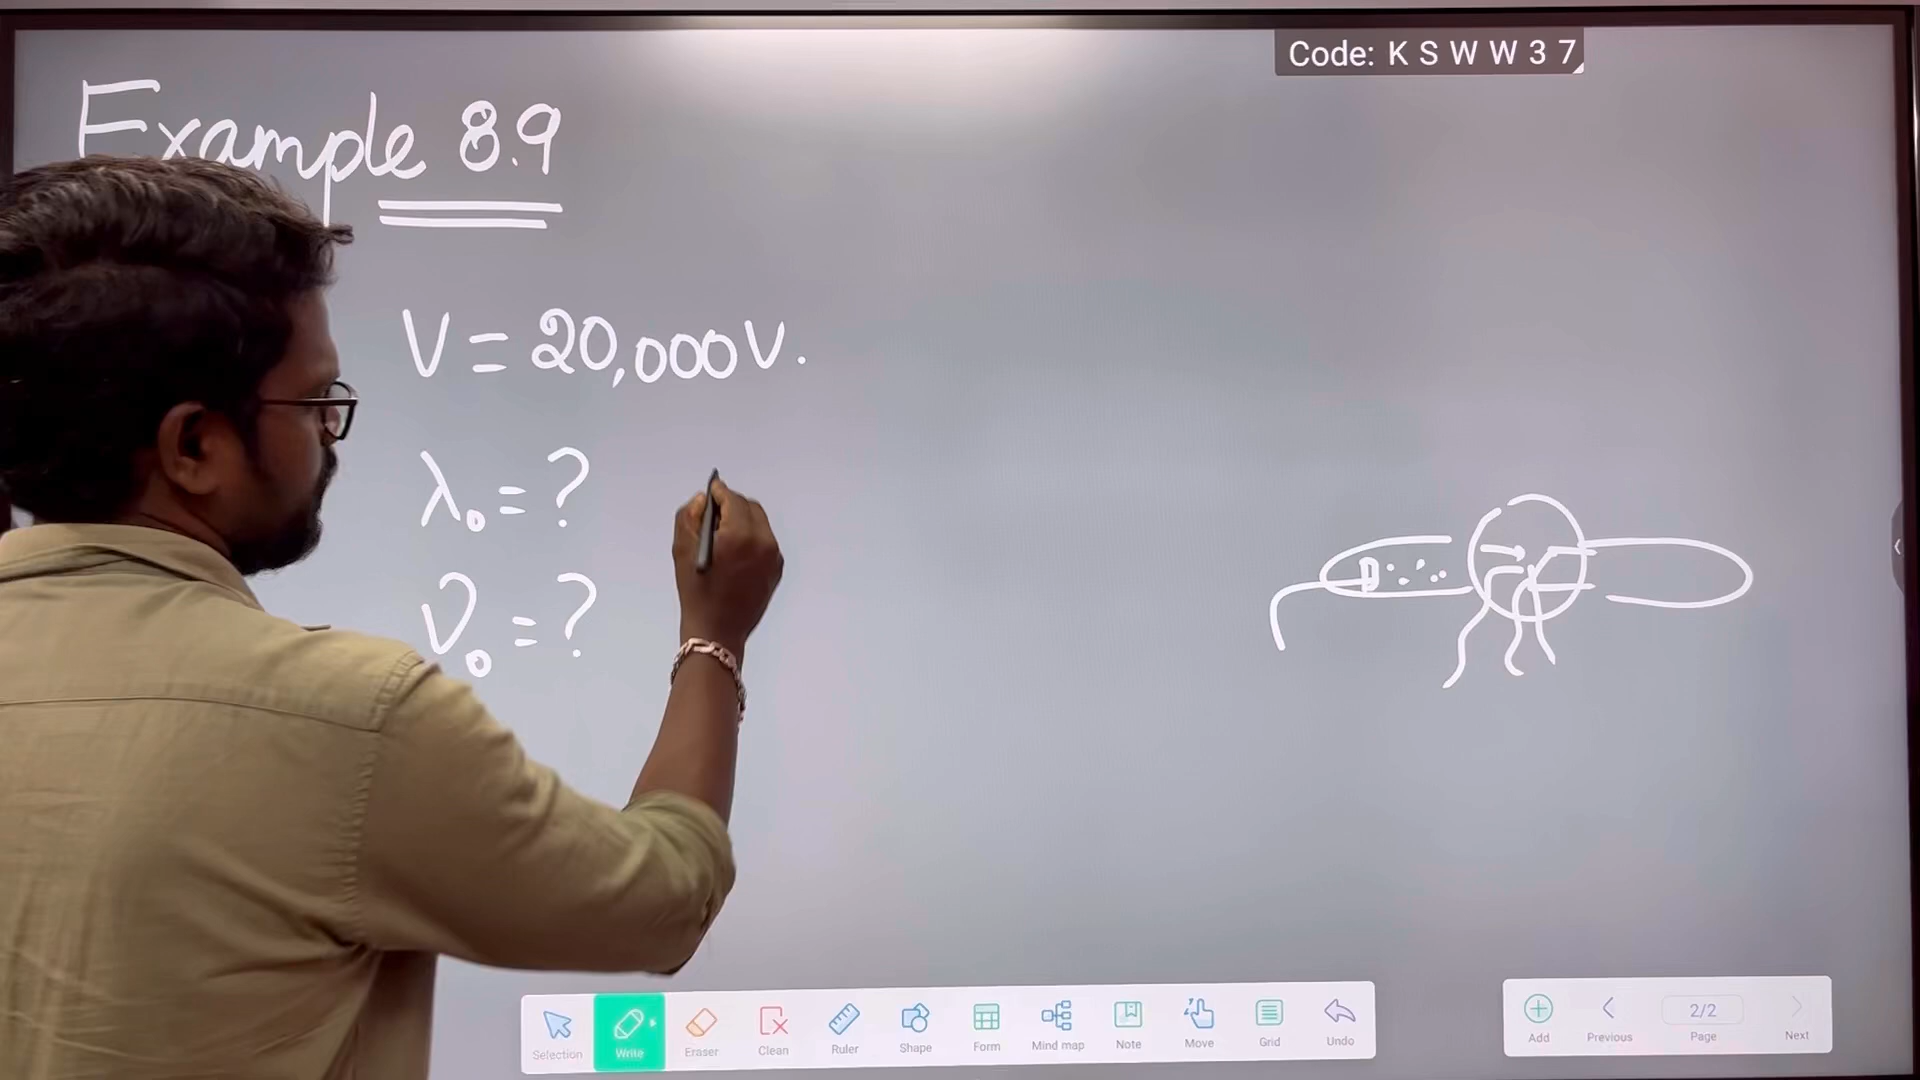 Code: K S W W 3 7
Example 8.9
V = 20,000 V.
λ₀ = ?
ν₀ = ?
Selection
Write
Eraser
Clean
Ruler
Shape
Form
Mind map
Note
Move
Grid
Undo
Add
Previous
2/2
Page
Next